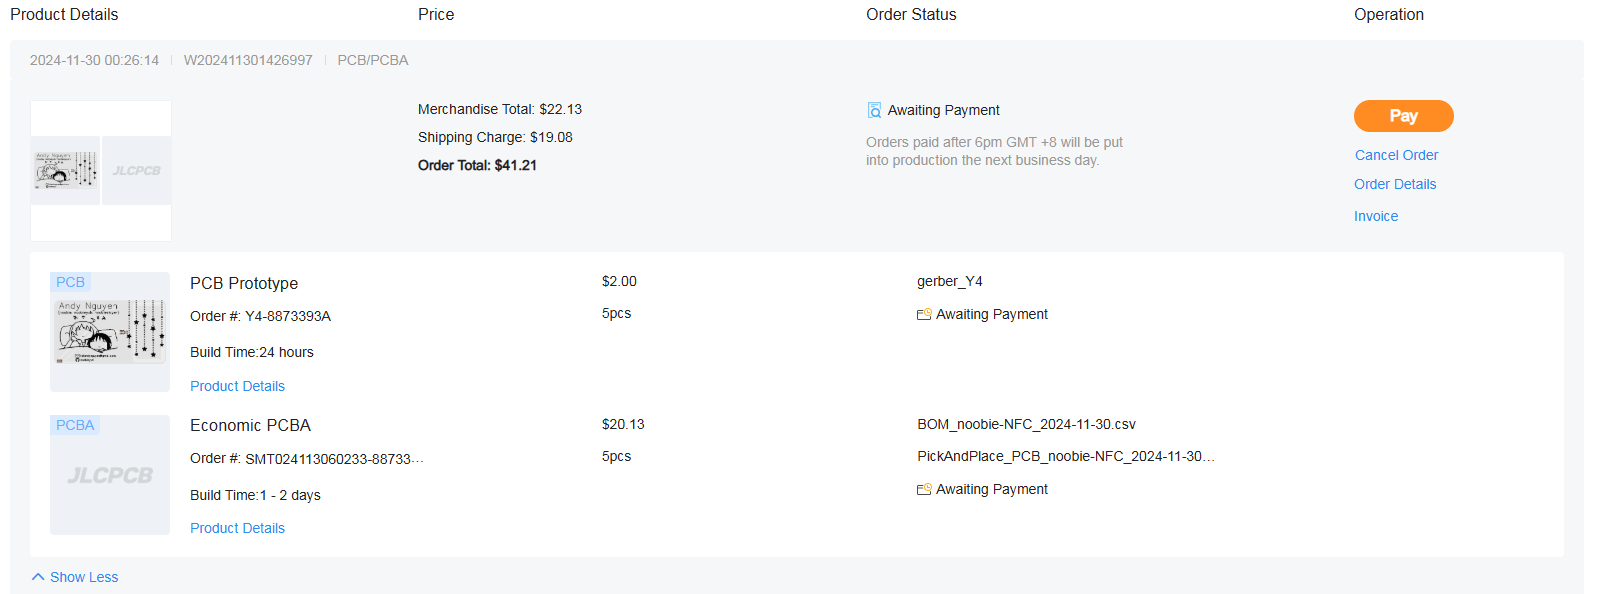 Product Details Price Order Status Operation
2024-11-30 00:26:14 W202411301426997 PCB/PCBA
Merchandise Total: $22.13
Shipping Charge: $19.08
Order Total: $41.21
Awaiting Payment
Orders paid after 6pm GMT +8 will be put
into production the next business day.
Pay
Cancel Order
Order Details
Invoice
Andy Nguyen
JLCPCB
PCB
Andy Nguyen
PCB Prototype
Order #: Y4-8873393A
Build Time:24 hours
Product Details
$2.00
5pcs
gerber_Y4
Awaiting Payment
PCBA
JLCPCB
Economic PCBA
Order #: SMT024113060233-88733…
Build Time:1 - 2 days
Product Details
$20.13
5pcs
BOM_noobie-NFC_2024-11-30.csv
PickAndPlace_PCB_noobie-NFC_2024-11-30…
Awaiting Payment
Show Less